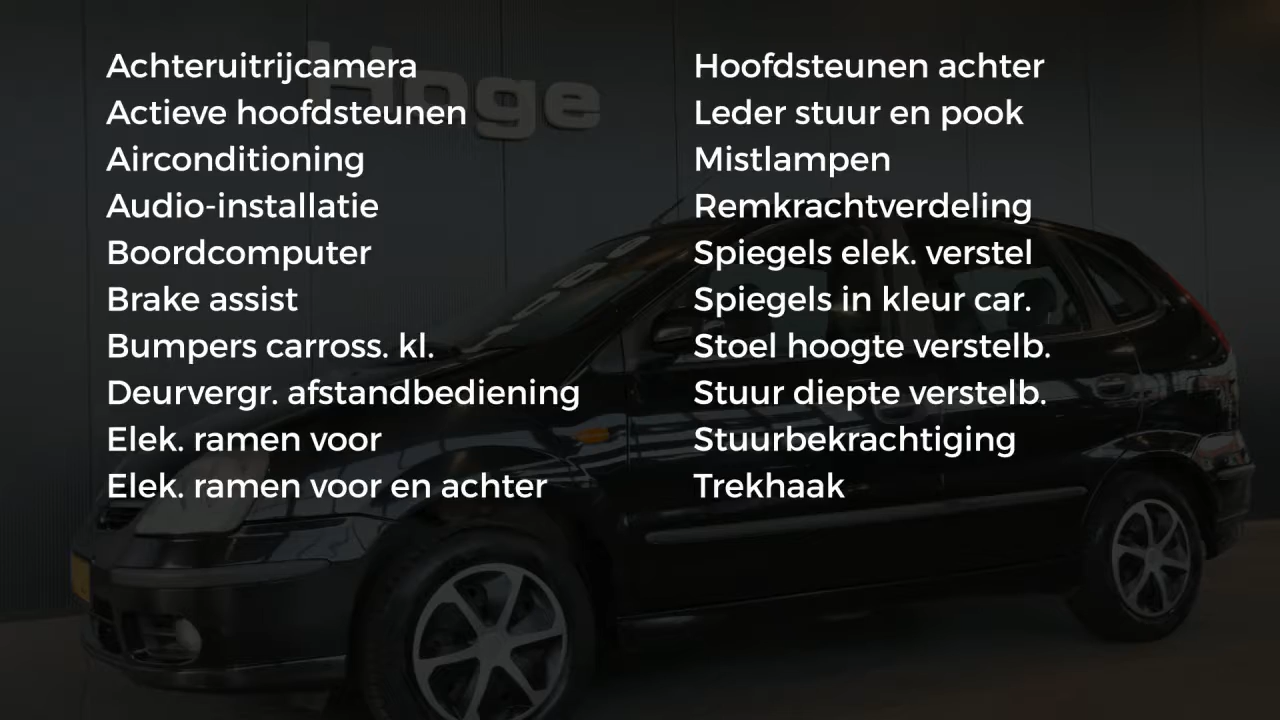 Achteruitrijcamera
Actieve hoofdsteunen
Airconditioning
Audio-installatie
Boordcomputer
Brake assist
Bumpers carross. kl.
Deurvergr. afstandbediening
Elek. ramen voor
Elek. ramen voor en achter
Hoofdsteunen achter
Leder stuur en pook
Mistlampen
Remkrachtverdeling
Spiegels elek. verstel
Spiegels in kleur car.
Stoel hoogte verstelb.
Stuur diepte verstelb.
Stuurbekrachtiging
Trekhaak
Hoge